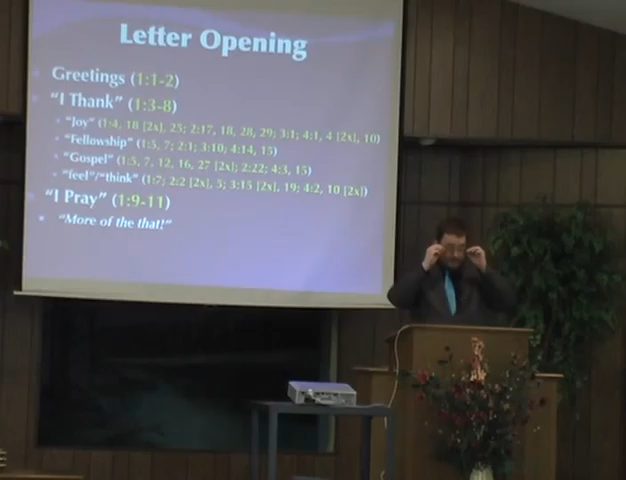 Letter Opening
Greetings (1:1-2)
"I Thank" (1:3-8)
"Joy" (1:4, 18 [2x], 25; 2:17, 18, 28, 29; 3:1; 4:1, 4 [2x], 10)
"Fellowship" (1:5, 7; 2:1; 3:10; 4:14, 15)
"Gospel" (1:5, 7, 12, 16, 27 [2x]; 2:22; 4:3, 15)
"feel"/"think" (1:7; 2:2 [2x], 5; 3:15 [2x], 19; 4:2, 10 [2x])
"I Pray" (1:9-11)
"More of the that!"